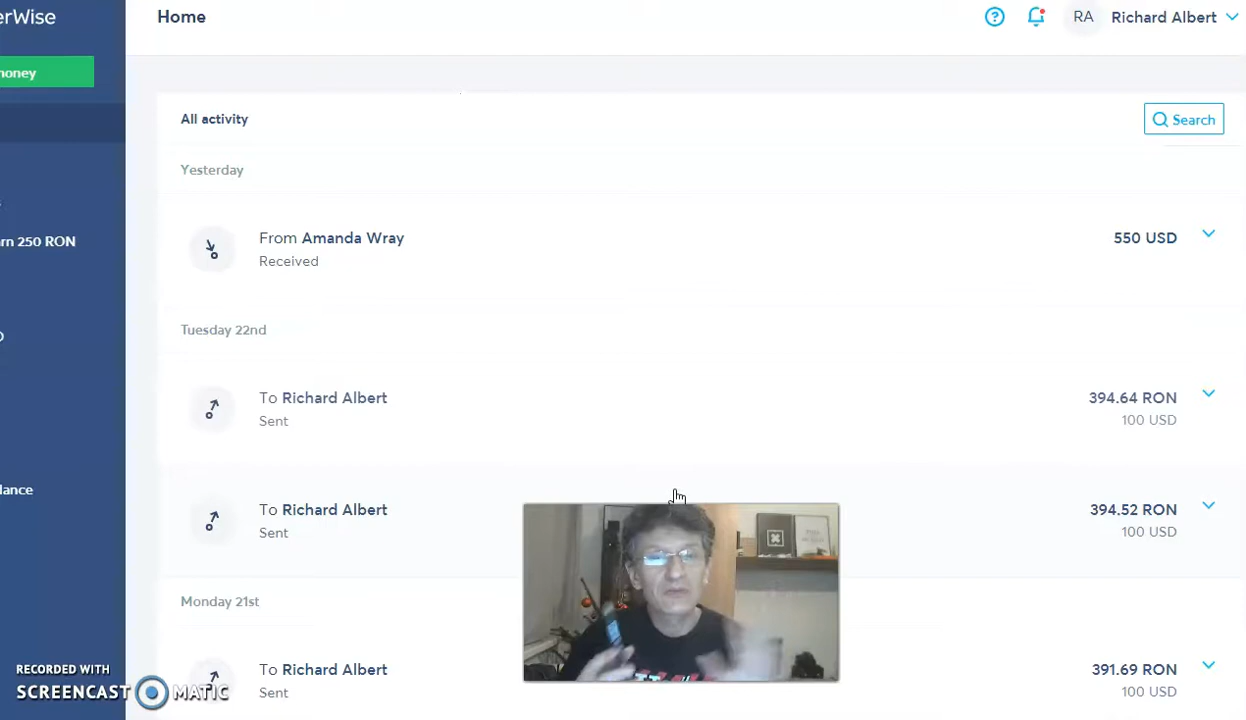 erWise
Home
RA
Richard Albert
noney
All activity
Search
Yesterday
rn 250 RON
From Amanda Wray
550 USD
Received
Tuesday 22nd
To Richard Albert
394.64 RON
Sent
100 USD
lance
To Richard Albert
394.52 RON
Sent
100 USD
Monday 21st
To Richard Albert
391.69 RON
Sent
100 USD
RECORDED WITH
SCREENCAST MATIC